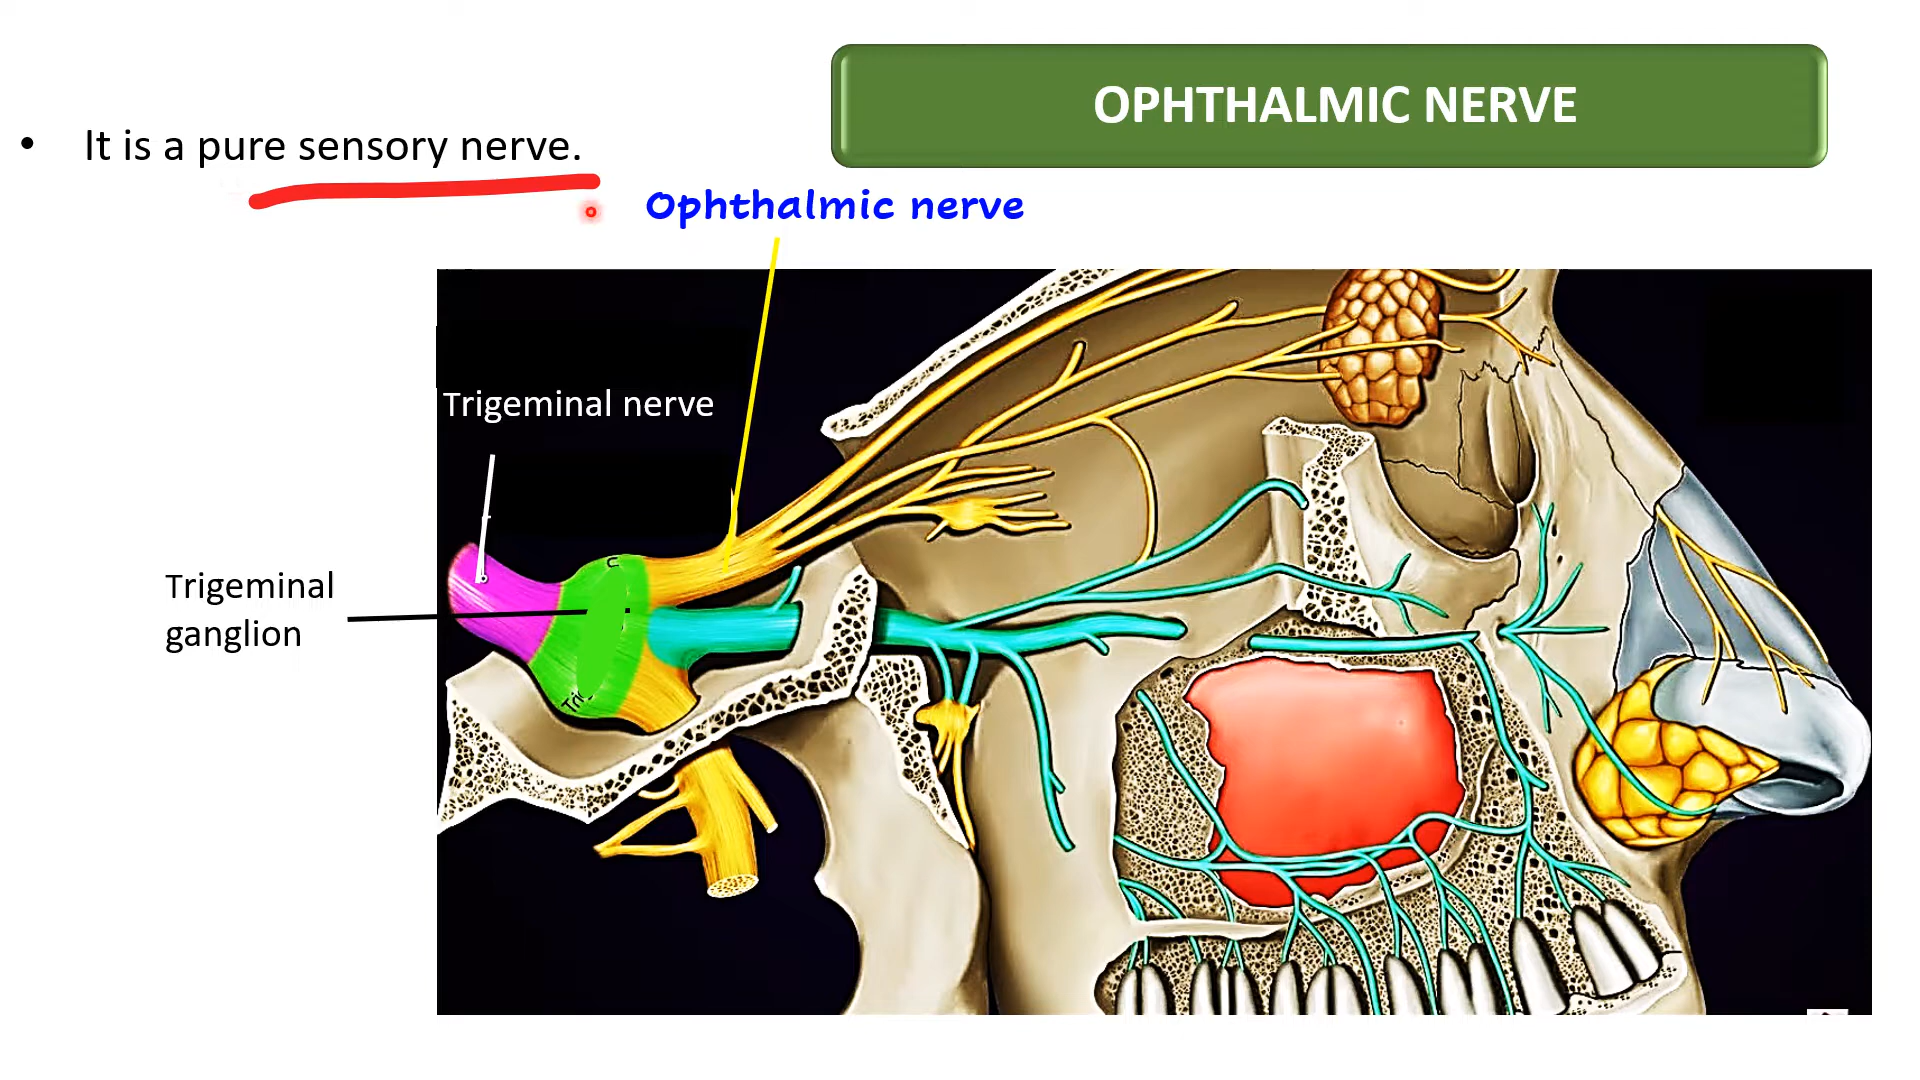 OPHTHALMIC NERVE
• It is a pure sensory nerve.
Ophthalmic nerve
Trigeminal nerve
Trigeminal
ganglion